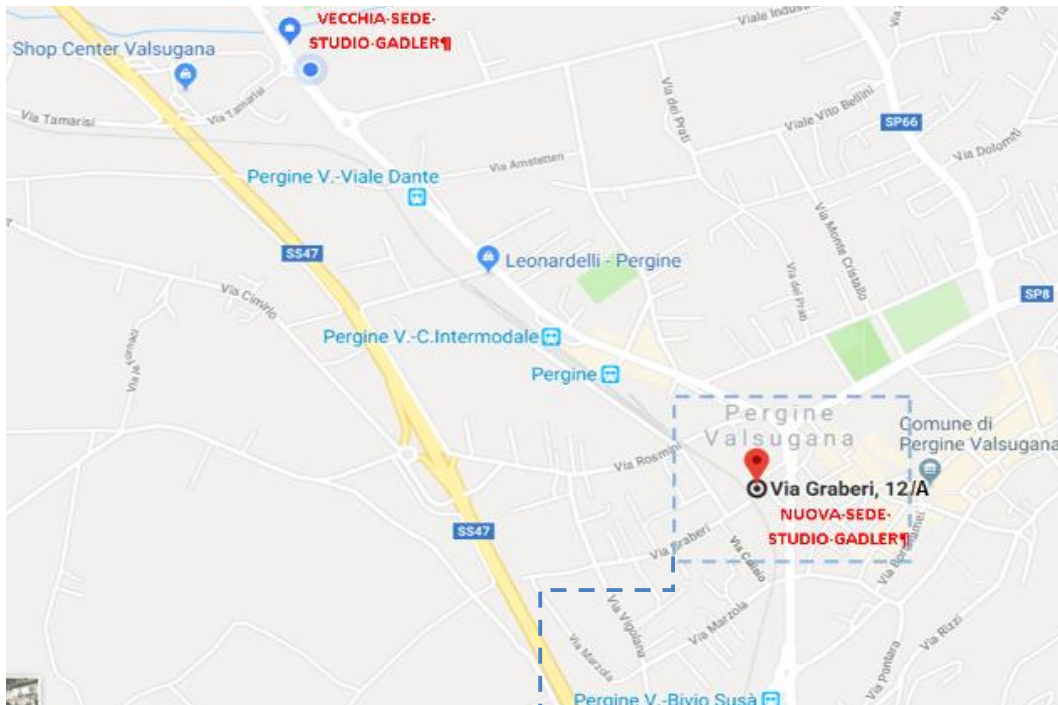 VECCHIA·SEDE·
STUDIO·GADLER¶
Viale Indus
Shop Center Valsugana
Via Tamarisi
Via Tamarisi
Via dei Prati
Viale Vito Bellini
SP66
Via Dolomiti
Via Amstetten
Pergine V.-Viale Dante
SS47
Leonardelli - Pergine
Via Monte Cristallo
Via dei Prati
SP8
Via Cimirlo
Via le Fornaci
Pergine V.-C.Intermodale
Pergine
Pergine
Valsugana
Comune di
Pergine Valsugana
Via Rosmini
Via Graberi, 12/A
NUOVA·SEDE·
STUDIO·GADLER¶
SS47
Via Graberi
Via Vigolana
Via Marzola
Via Marzola
Via Rizzi
Via Pontara
Pergine V.-Bivio Susà